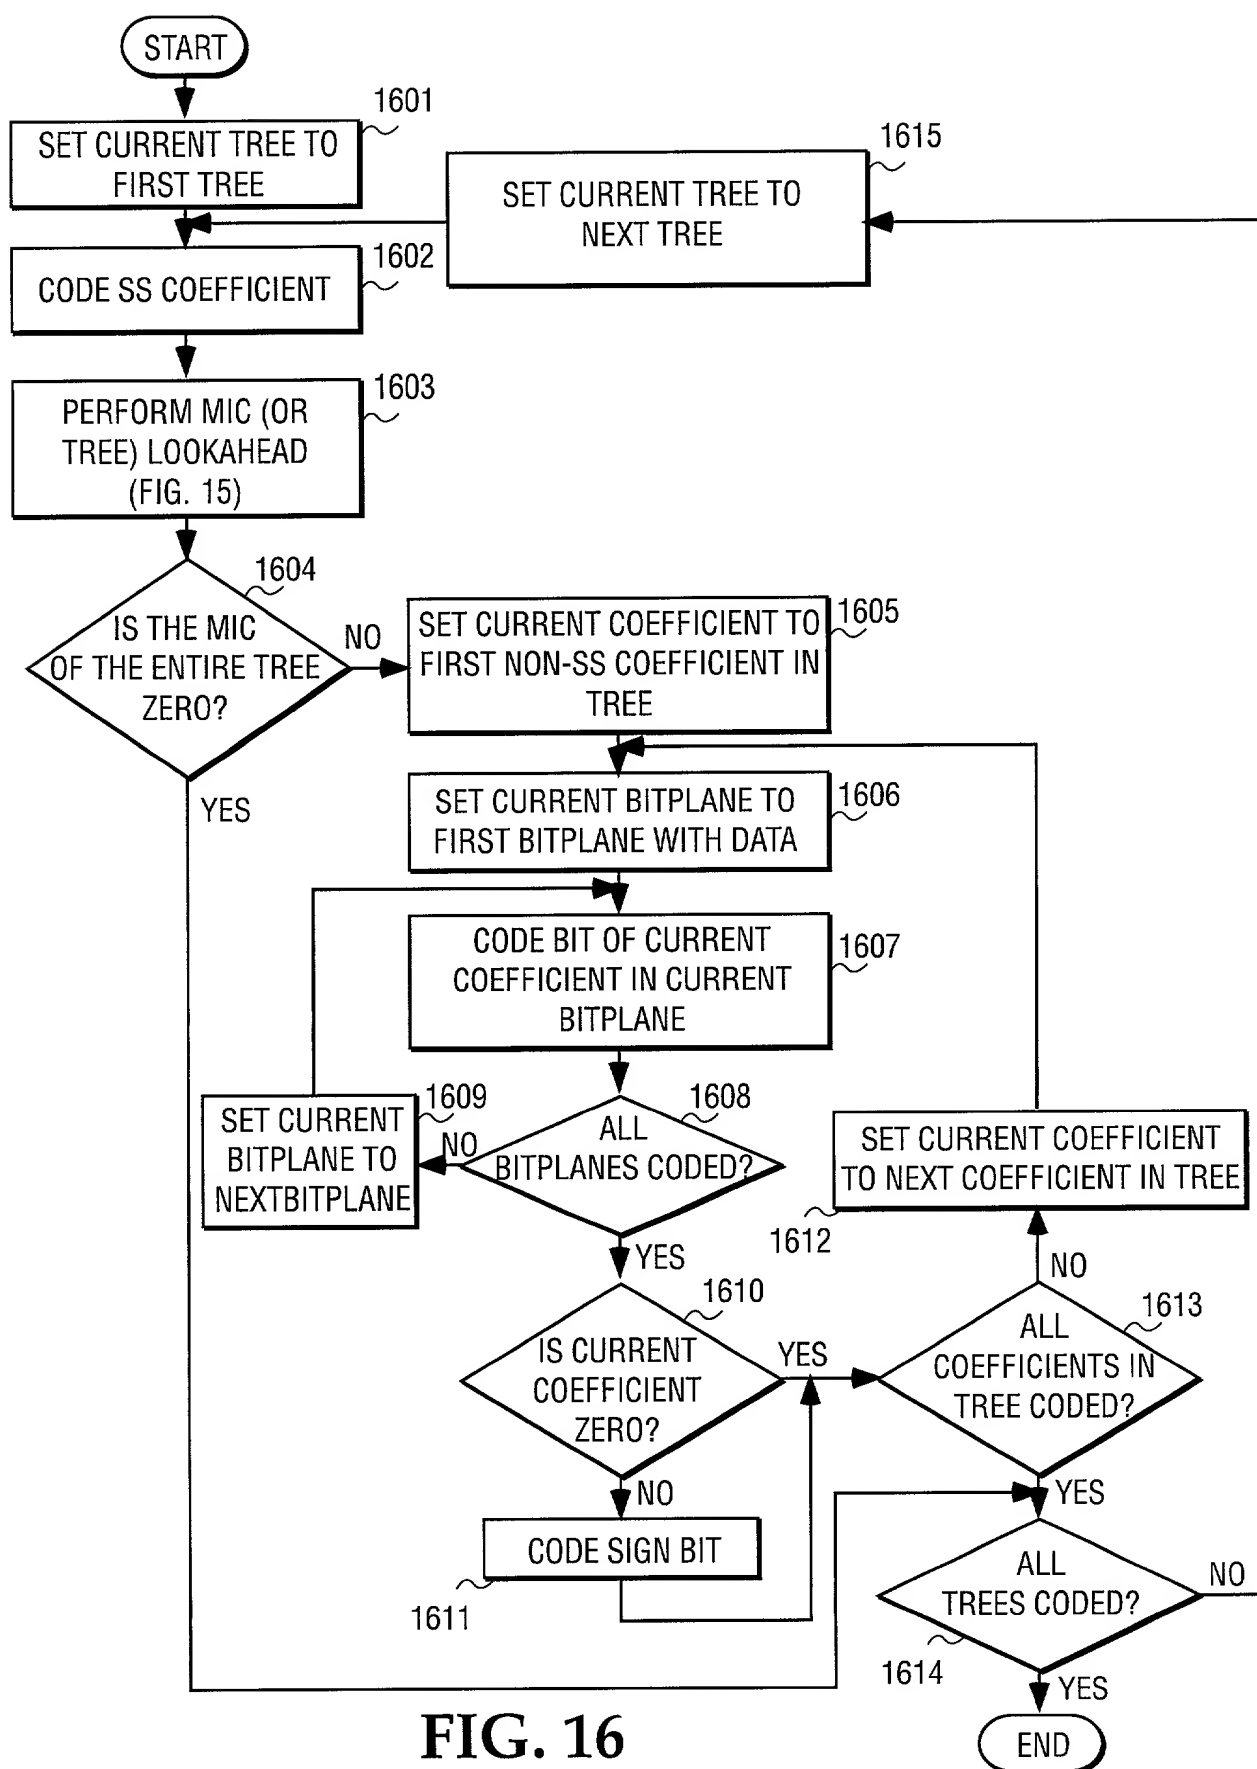 START
1601
SET CURRENT TREE TO
FIRST TREE
1615
SET CURRENT TREE TO
NEXT TREE
1602
CODE SS COEFFICIENT
1603
PERFORM MIC (OR
TREE) LOOKAHEAD
(FIG. 15)
1604
IS THE MIC
OF THE ENTIRE TREE
ZERO?
NO
YES
1605
SET CURRENT COEFFICIENT TO
FIRST NON-SS COEFFICIENT IN
TREE
1606
SET CURRENT BITPLANE TO
FIRST BITPLANE WITH DATA
1607
CODE BIT OF CURRENT
COEFFICIENT IN CURRENT
BITPLANE
1609
SET CURRENT
BITPLANE TO
NEXTBITPLANE
NO
1608
ALL
BITPLANES CODED?
YES
SET CURRENT COEFFICIENT
TO NEXT COEFFICIENT IN TREE
1612
NO
1610
IS CURRENT
COEFFICIENT
ZERO?
YES
NO
1613
ALL
COEFFICIENTS IN
TREE CODED?
YES
CODE SIGN BIT
1611
ALL
TREES CODED?
NO
1614
YES
END
FIG. 16